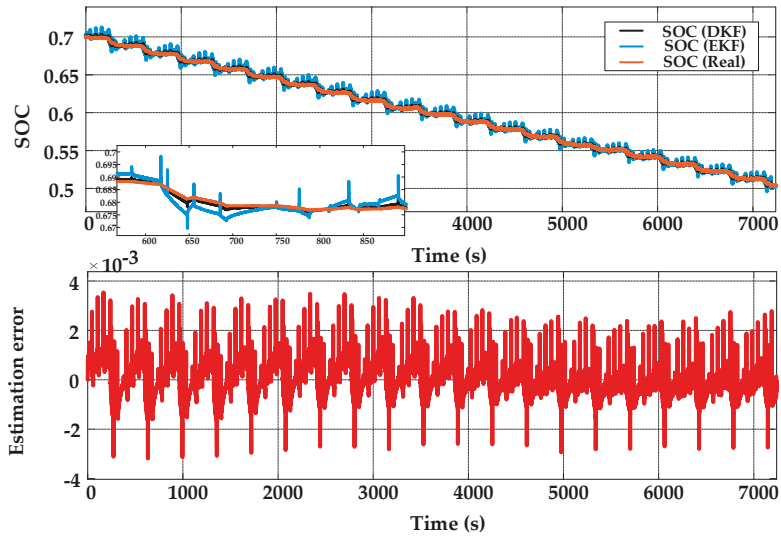 0.7
0.65
0.6
0.55
0.5
SOC
SOC (DKF)
SOC (EKF)
SOC (Real)
0.7
0.695
0.69
0.685
0.68
0.675
0.67
600 650 700 750 800 850
0 4000 5000 6000 7000
Time (s)
× 10⁻³
4
2
0
-2
-4
Estimation error
0 1000 2000 3000 4000 5000 6000 7000
Time (s)